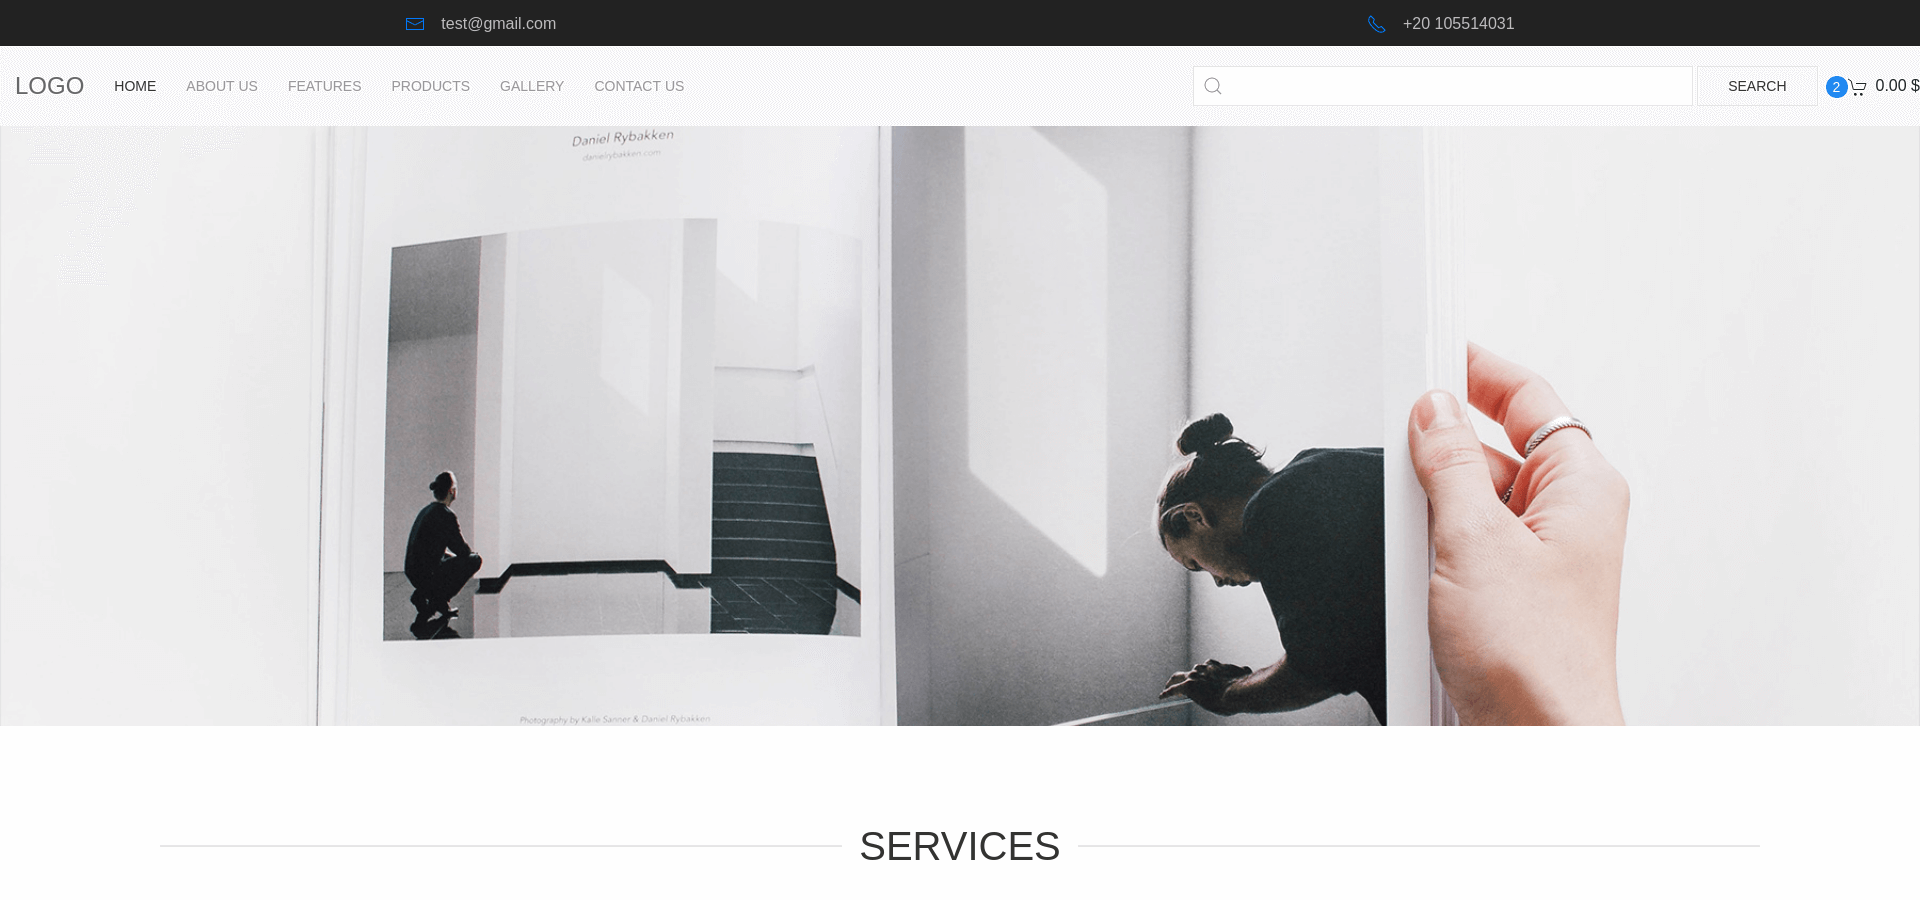 test@gmail.com
+20 105514031
LOGO HOME ABOUT US FEATURES PRODUCTS GALLERY CONTACT US SEARCH 2 0.00 $
Daniel Rybakken
danielrybakken.com
Photography by Kalle Sanner & Daniel Rybakken
SERVICES